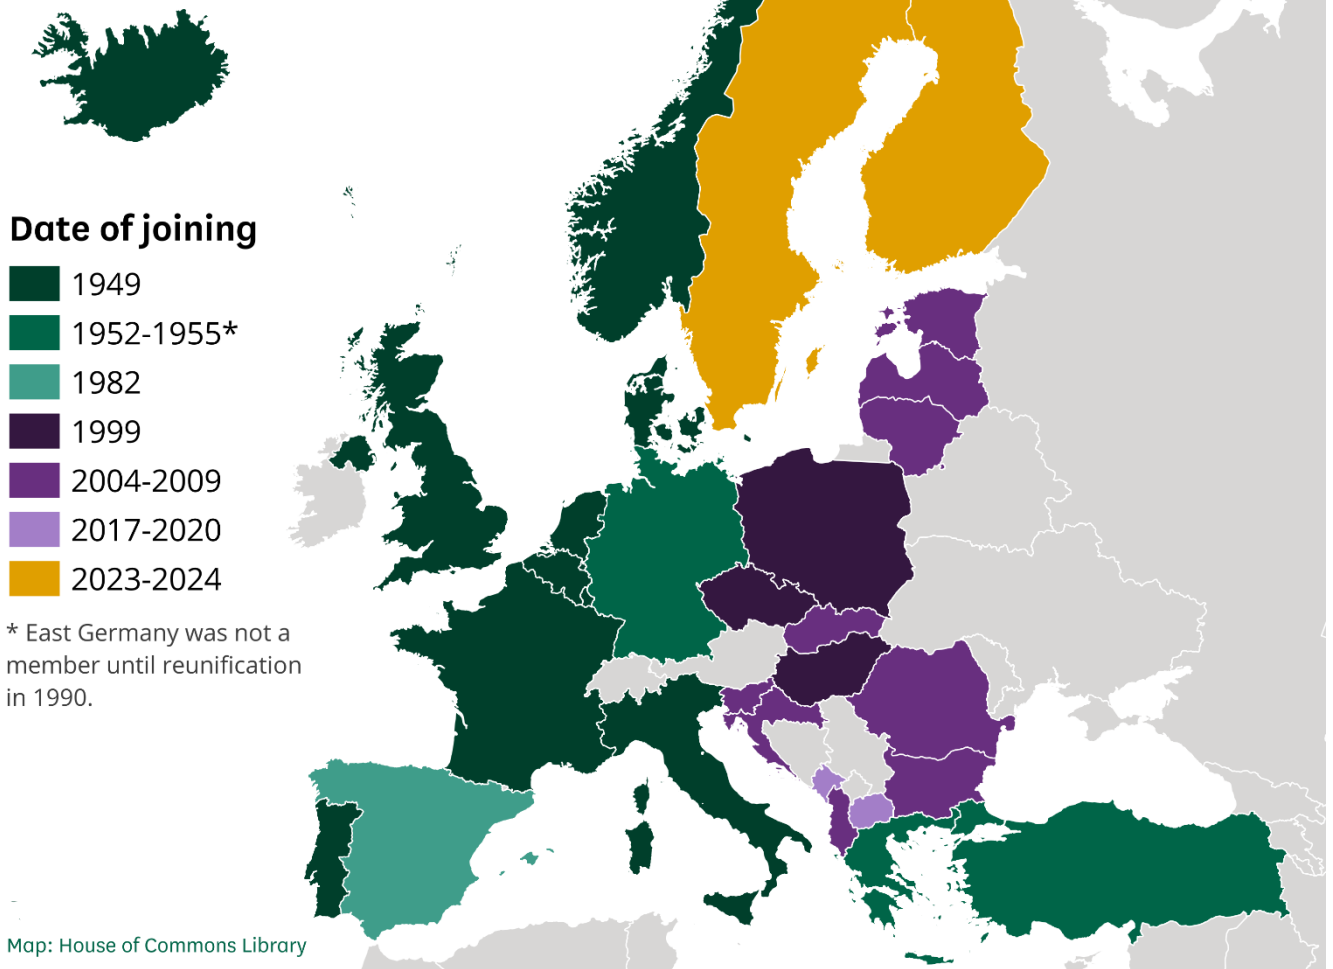 Date of joining
1949
1952-1955*
1982
1999
2004-2009
2017-2020
2023-2024
* East Germany was not a
member until reunification
in 1990.
Map: House of Commons Library